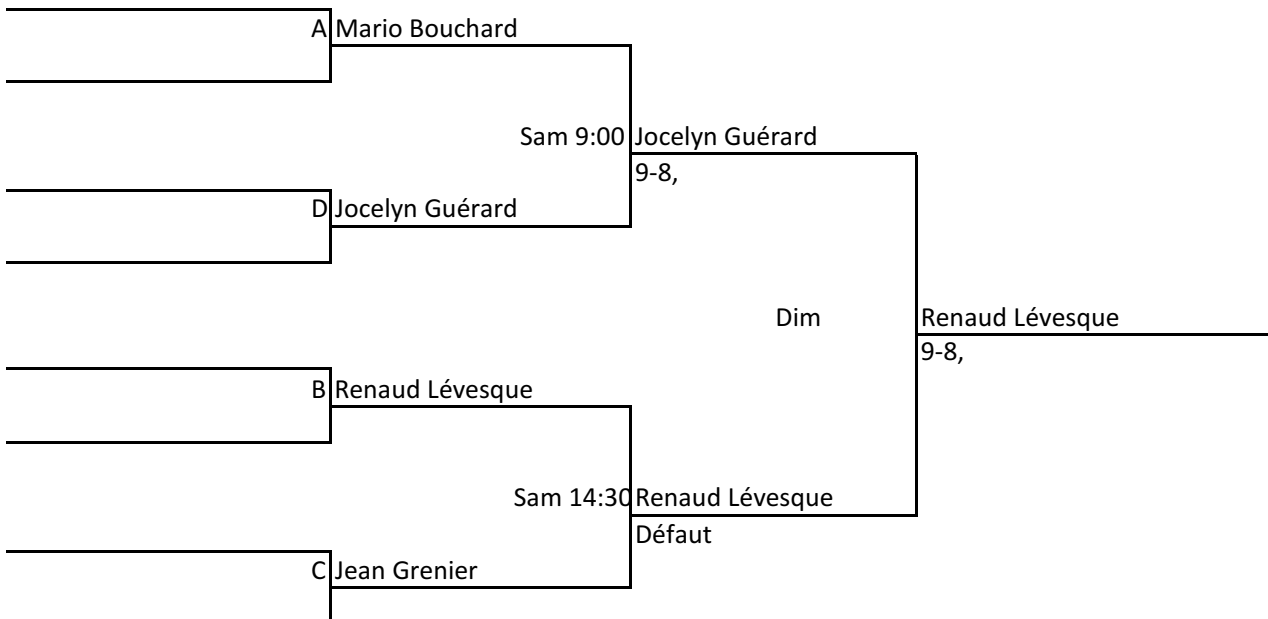 A Mario Bouchard
Sam 9:00 Jocelyn Guérard
9-8,
D Jocelyn Guérard
Dim Renaud Lévesque
9-8,
B Renaud Lévesque
Sam 14:30 Renaud Lévesque
Défaut
C Jean Grenier